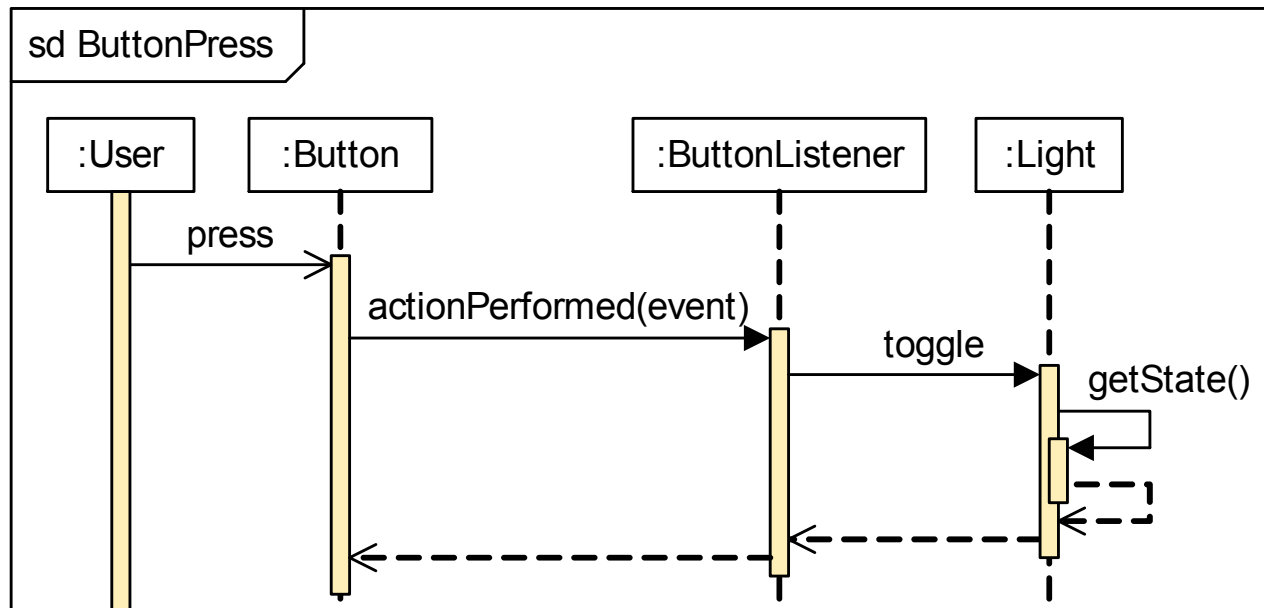 sd ButtonPress
:User
:Button
:ButtonListener
:Light
press
actionPerformed(event)
toggle
getState()